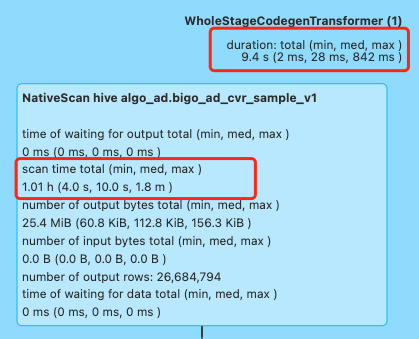 WholeStageCodegenTransformer (1)
duration: total (min, med, max )
9.4 s (2 ms, 28 ms, 842 ms )
NativeScan hive algo_ad.bigo_ad_cvr_sample_v1
time of waiting for output total (min, med, max )
0 ms (0 ms, 0 ms, 0 ms )
scan time total (min, med, max )
1.01 h (4.0 s, 10.0 s, 1.8 m )
number of output bytes total (min, med, max )
25.4 MiB (60.8 KiB, 112.8 KiB, 156.3 KiB )
number of input bytes total (min, med, max )
0.0 B (0.0 B, 0.0 B, 0.0 B )
number of output rows: 26,684,794
time of waiting for data total (min, med, max )
0 ms (0 ms, 0 ms, 0 ms )